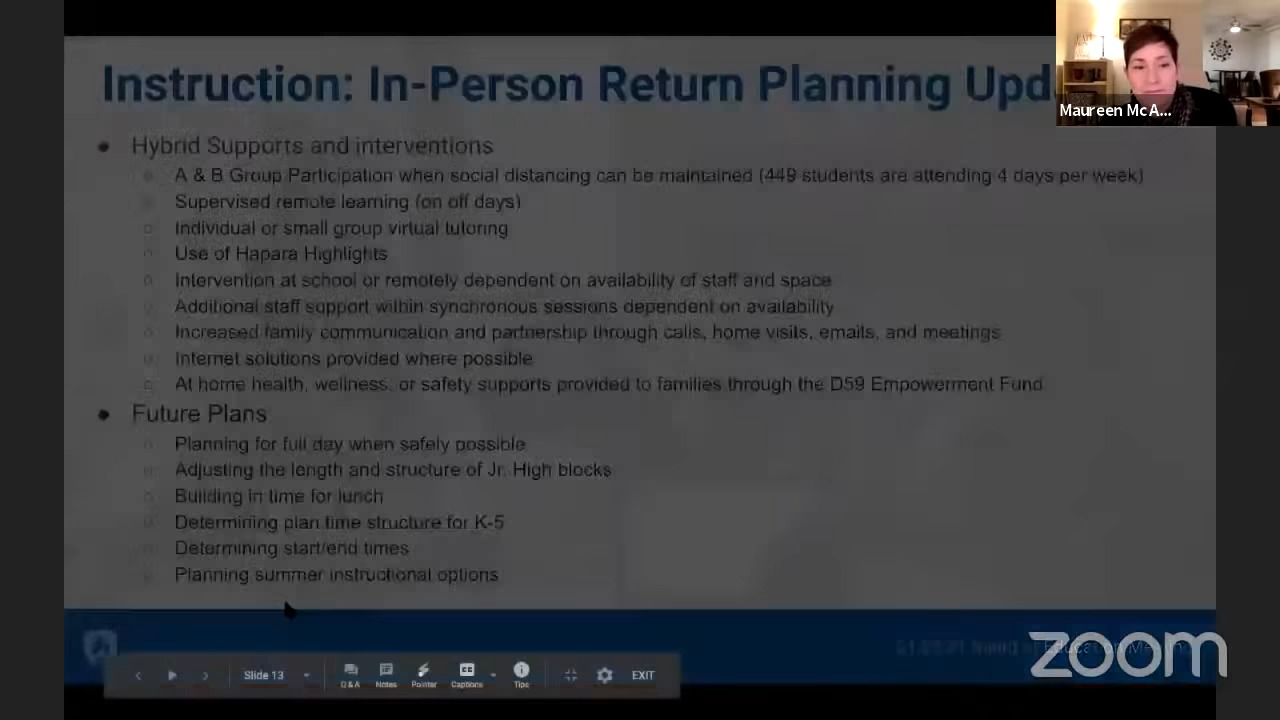 Instruction: In-Person Return Planning Upd
Maureen Mc A...
Hybrid Supports and interventions
A & B Group Participation when social distancing can be maintained (449 students are attending 4 days per week)
Supervised remote learning (on off days)
Individual or small group virtual tutoring
Use of Hapara Highlights
Intervention at school or remotely dependent on availability of staff and space
Additional staff support within synchronous sessions dependent on availability
Increased family communication and partnership through calls, home visits, emails, and meetings
Internet solutions provided where possible
At home health, wellness, or safety supports provided to families through the D59 Empowerment Fund
Future Plans
Planning for full day when safely possible
Adjusting the length and structure of Jr. High blocks
Building in time for lunch
Determining plan time structure for K-5
Determining start/end times
Planning summer instructional options
Education
zoom
Slide 13
Q & A
Notes
Pointer
Captions
Tips
EXIT